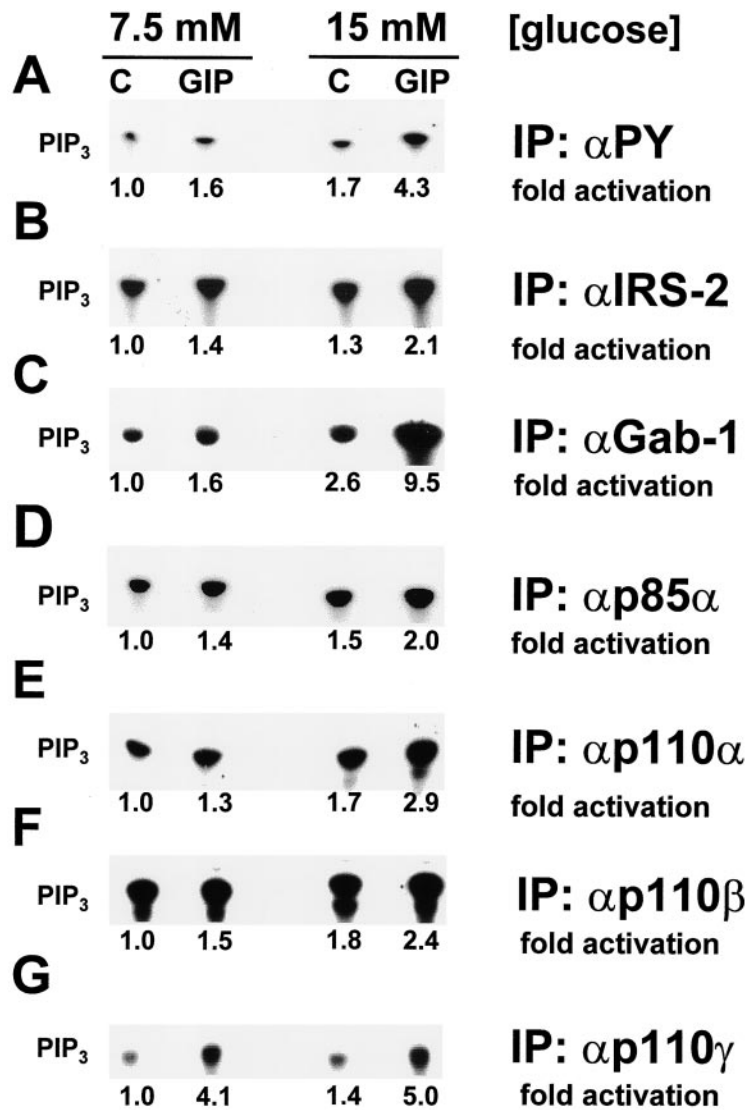 7.5 mM 15 mM [glucose]
A C GIP C GIP
PIP₃ IP: αPY
1.0 1.6 1.7 4.3 fold activation
B
PIP₃ IP: αIRS-2
1.0 1.4 1.3 2.1 fold activation
C
PIP₃ IP: αGab-1
1.0 1.6 2.6 9.5 fold activation
D
PIP₃ IP: αp85α
1.0 1.4 1.5 2.0 fold activation
E
PIP₃ IP: αp110α
1.0 1.3 1.7 2.9 fold activation
F
PIP₃ IP: αp110β
1.0 1.5 1.8 2.4 fold activation
G
PIP₃ IP: αp110γ
1.0 4.1 1.4 5.0 fold activation